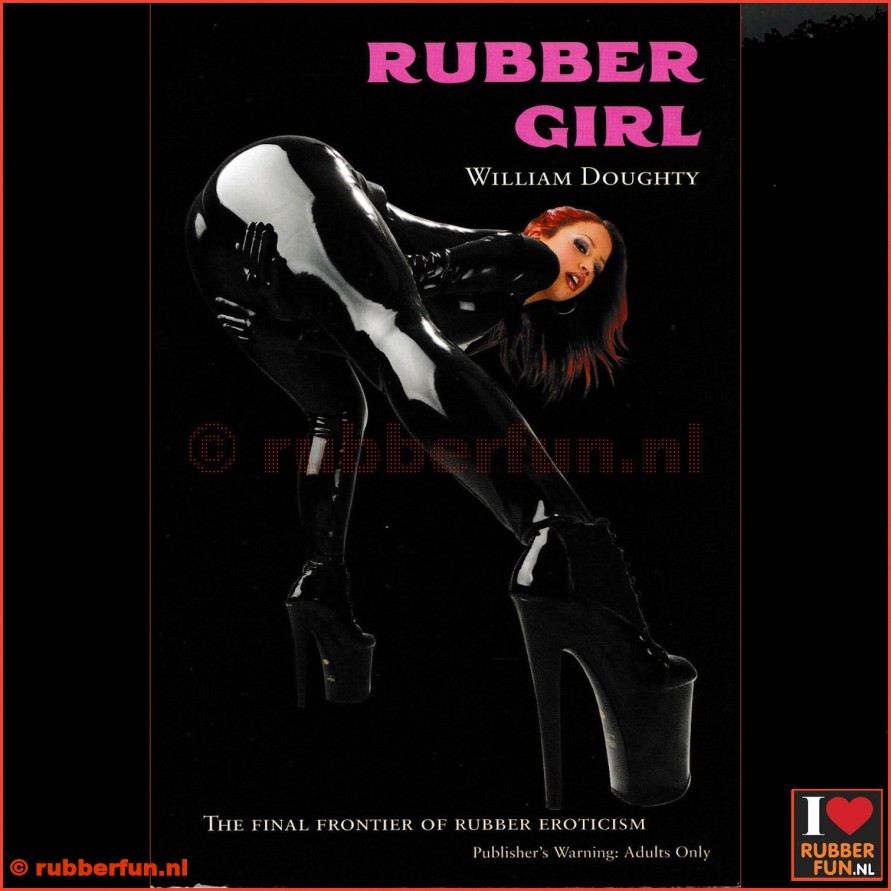 RUBBER
GIRL
WILLIAM DOUGHTY
© rubberfun.nl
THE FINAL FRONTIER OF RUBBER EROTICISM
Publisher's Warning: Adults Only
© rubberfun.nl
I
RUBBER
FUN.NL